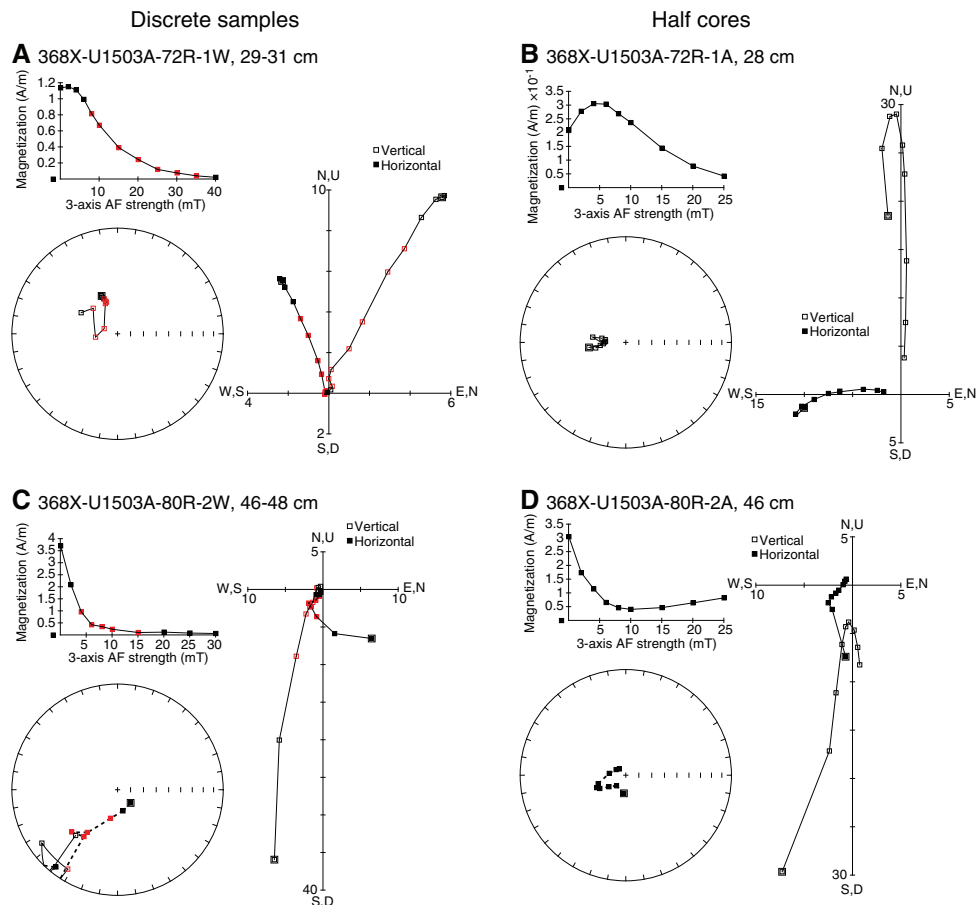 Discrete samples
Half cores
A 368X-U1503A-72R-1W, 29-31 cm
Magnetization (A/m)
1.2
1
0.8
0.6
0.4
0.2
10 20 30 40
3-axis AF strength (mT)
Vertical
Horizontal
N,U
10
W,S
4
E,N
6
2
S,D
B 368X-U1503A-72R-1A, 28 cm
Magnetization (A/m) ×10⁻¹
3.5
3
2.5
2
1.5
1
0.5
5 10 15 20 25
3-axis AF strength (mT)
N,U
30
Vertical
Horizontal
W,S
15
E,N
5
5
S,D
C 368X-U1503A-80R-2W, 46-48 cm
Magnetization (A/m)
4
3.5
3
2.5
2
1.5
1
0.5
5 10 15 20 25 30
3-axis AF strength (mT)
Vertical
Horizontal
N,U
5
W,S
10
E,N
10
40
S,D
D 368X-U1503A-80R-2A, 46 cm
Magnetization (A/m)
3.5
3
2.5
2
1.5
1
0.5
5 10 15 20 25
3-axis AF strength (mT)
N,U
5
Vertical
Horizontal
W,S
10
E,N
5
30
S,D